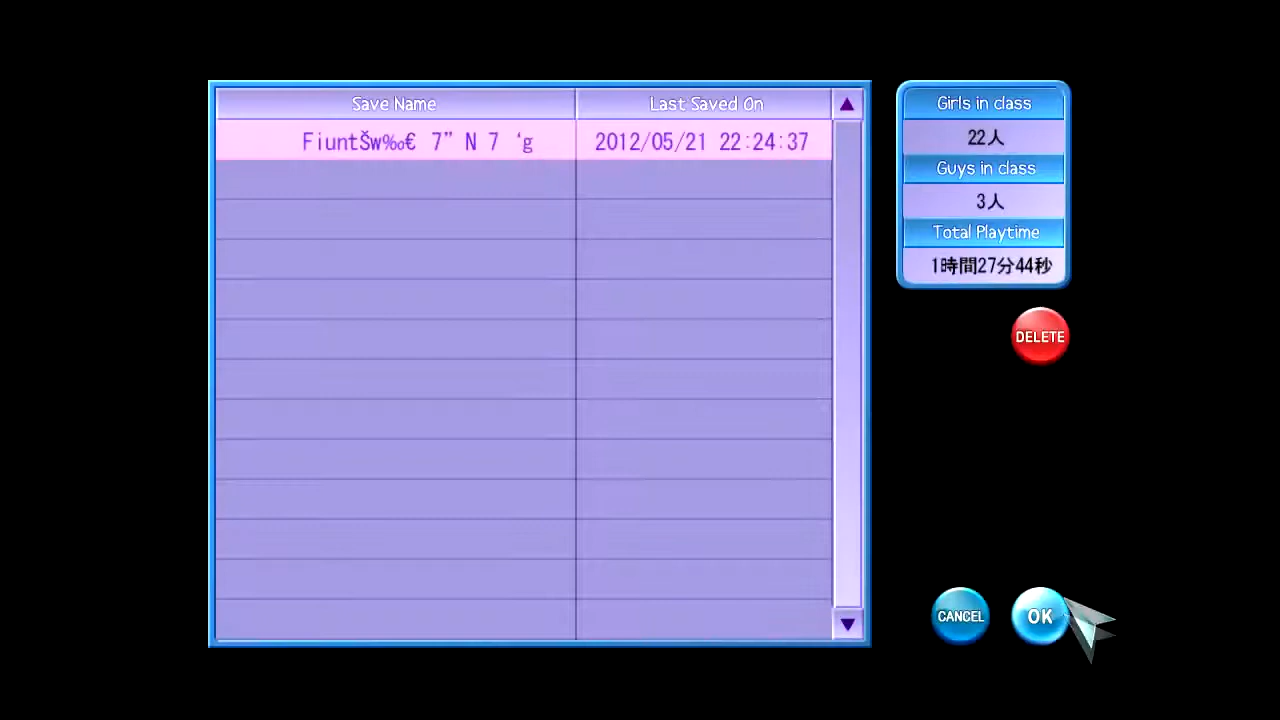 Save Name Last Saved On
FiuntŠw‰€ 7” N 7 ‘g 2012/05/21 22:24:37
Girls in class
22人
Guys in class
3人
Total Playtime
1時間27分44秒
DELETE
CANCEL OK